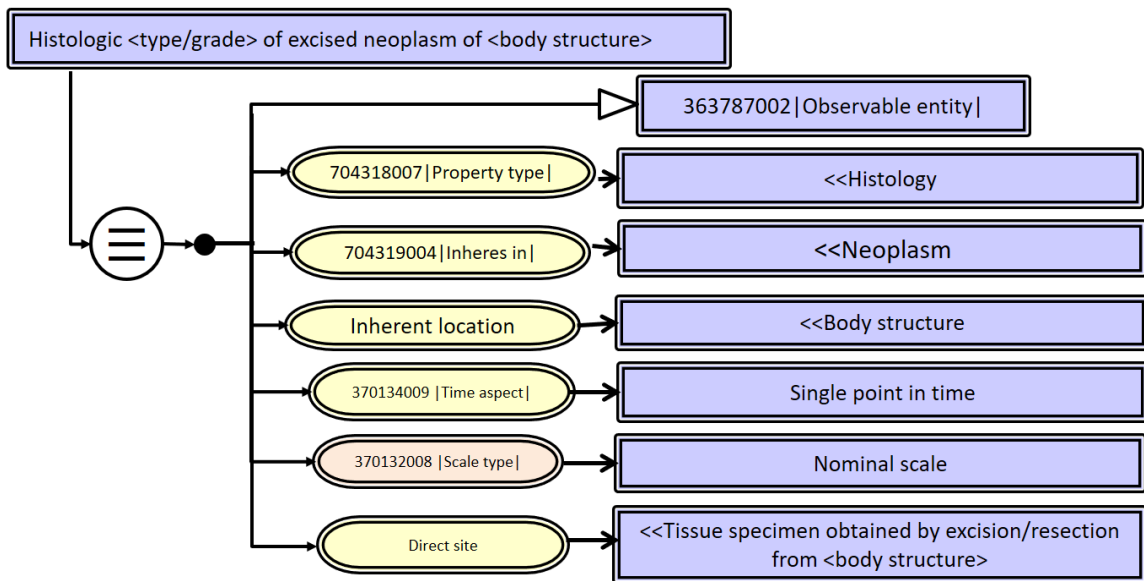 Histologic <type/grade> of excised neoplasm of <body structure>
363787002|Observable entity|
704318007|Property type|
<<Histology
704319004|Inheres in|
<<Neoplasm
Inherent location
<<Body structure
370134009 |Time aspect|
Single point in time
370132008 |Scale type|
Nominal scale
Direct site
<<Tissue specimen obtained by excision/resection
from <body structure>